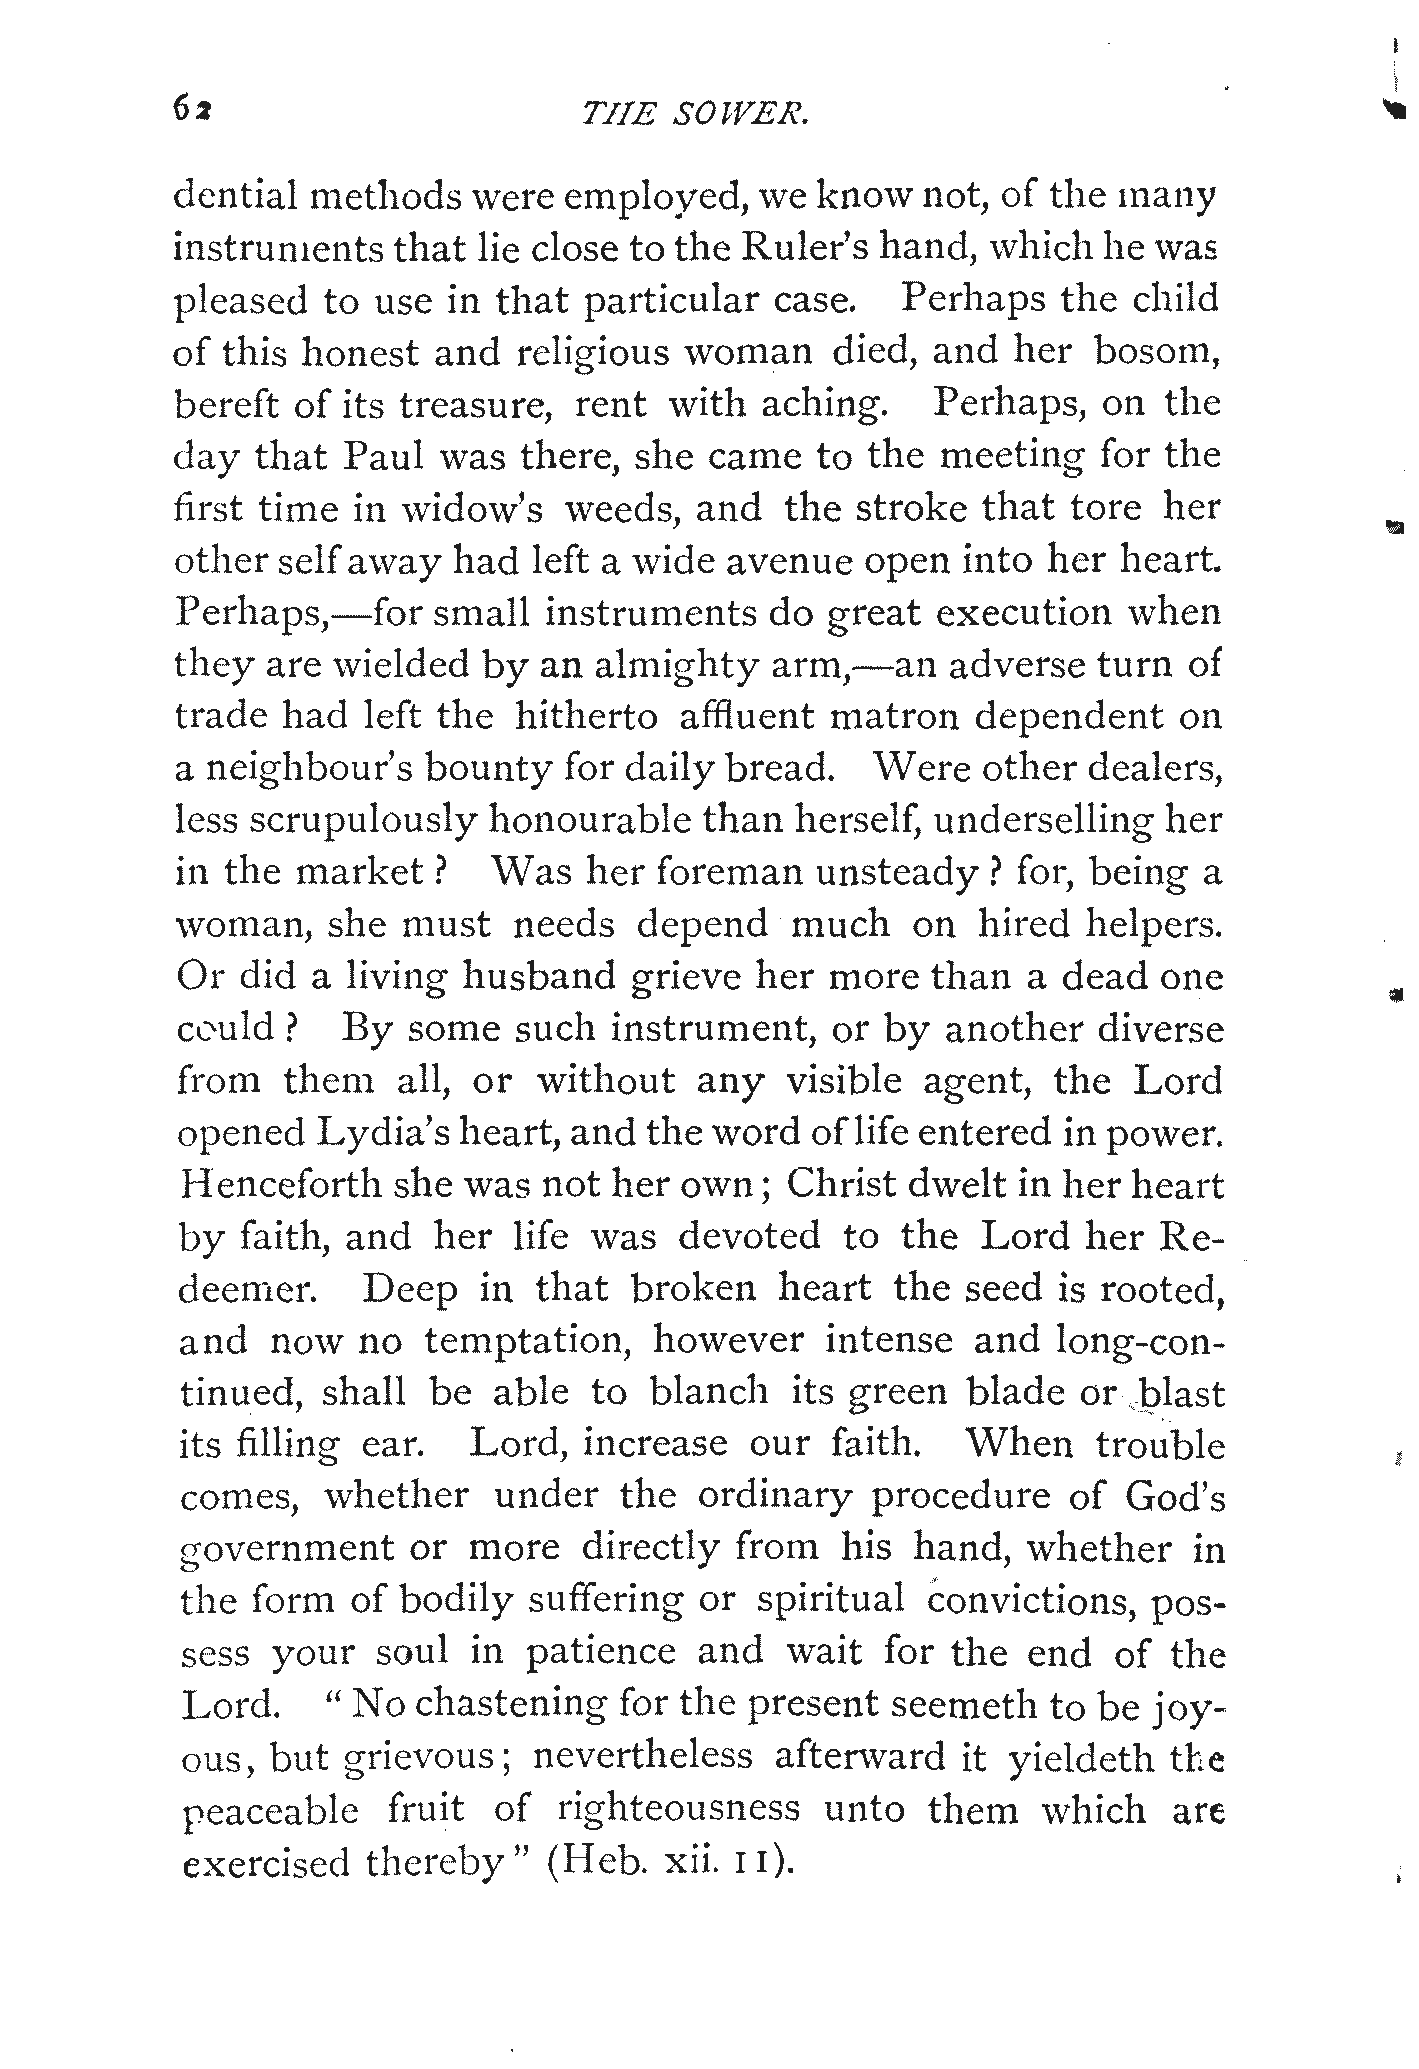 62 THE SOWER.
dential methods were employed, we know not, of the many
instruments that lie close to the Ruler's hand, which he was
pleased to use in that particular case. Perhaps the child
of this honest and religious woman died, and her bosom,
bereft of its treasure, rent with aching. Perhaps, on the
day that Paul was there, she came to the meeting for the
first time in widow's weeds, and the stroke that tore her
other self away had left a wide avenue open into her heart.
Perhaps,—for small instruments do great execution when
they are wielded by an almighty arm,—an adverse turn of
trade had left the hitherto affluent matron dependent on
a neighbour's bounty for daily bread. Were other dealers,
less scrupulously honourable than herself, underselling her
in the market ? Was her foreman unsteady ? for, being a
woman, she must needs depend much on hired helpers.
Or did a living husband grieve her more than a dead one
could ? By some such instrument, or by another diverse
from them all, or without any visible agent, the Lord
opened Lydia's heart, and the word of life entered in power.
Henceforth she was not her own ; Christ dwelt in her heart
by faith, and her life was devoted to the Lord her Re-
deemer. Deep in that broken heart the seed is rooted,
and now no temptation, however intense and long-con-
tinued, shall be able to blanch its green blade or blast
its filling ear. Lord, increase our faith. When trouble
comes, whether under the ordinary procedure of God's
government or more directly from his hand, whether in
the form of bodily suffering or spiritual convictions, pos-
sess your soul in patience and wait for the end of the
Lord. " No chastening for the present seemeth to be joy-
ous, but grievous ; nevertheless afterward it yieldeth the
peaceable fruit of righteousness unto them which are
exercised thereby " (Heb. xii. 11).